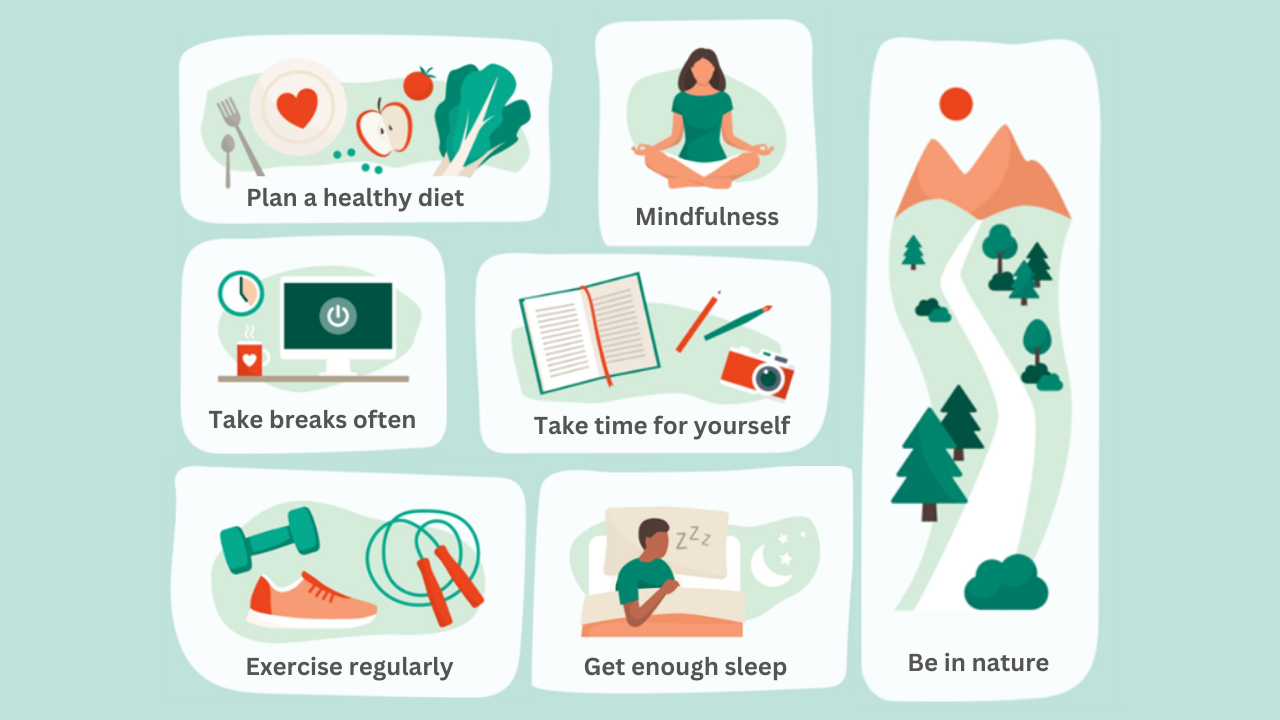 Plan a healthy diet
Mindfulness
Take breaks often
Take time for yourself
Exercise regularly
zzz
Get enough sleep
Be in nature